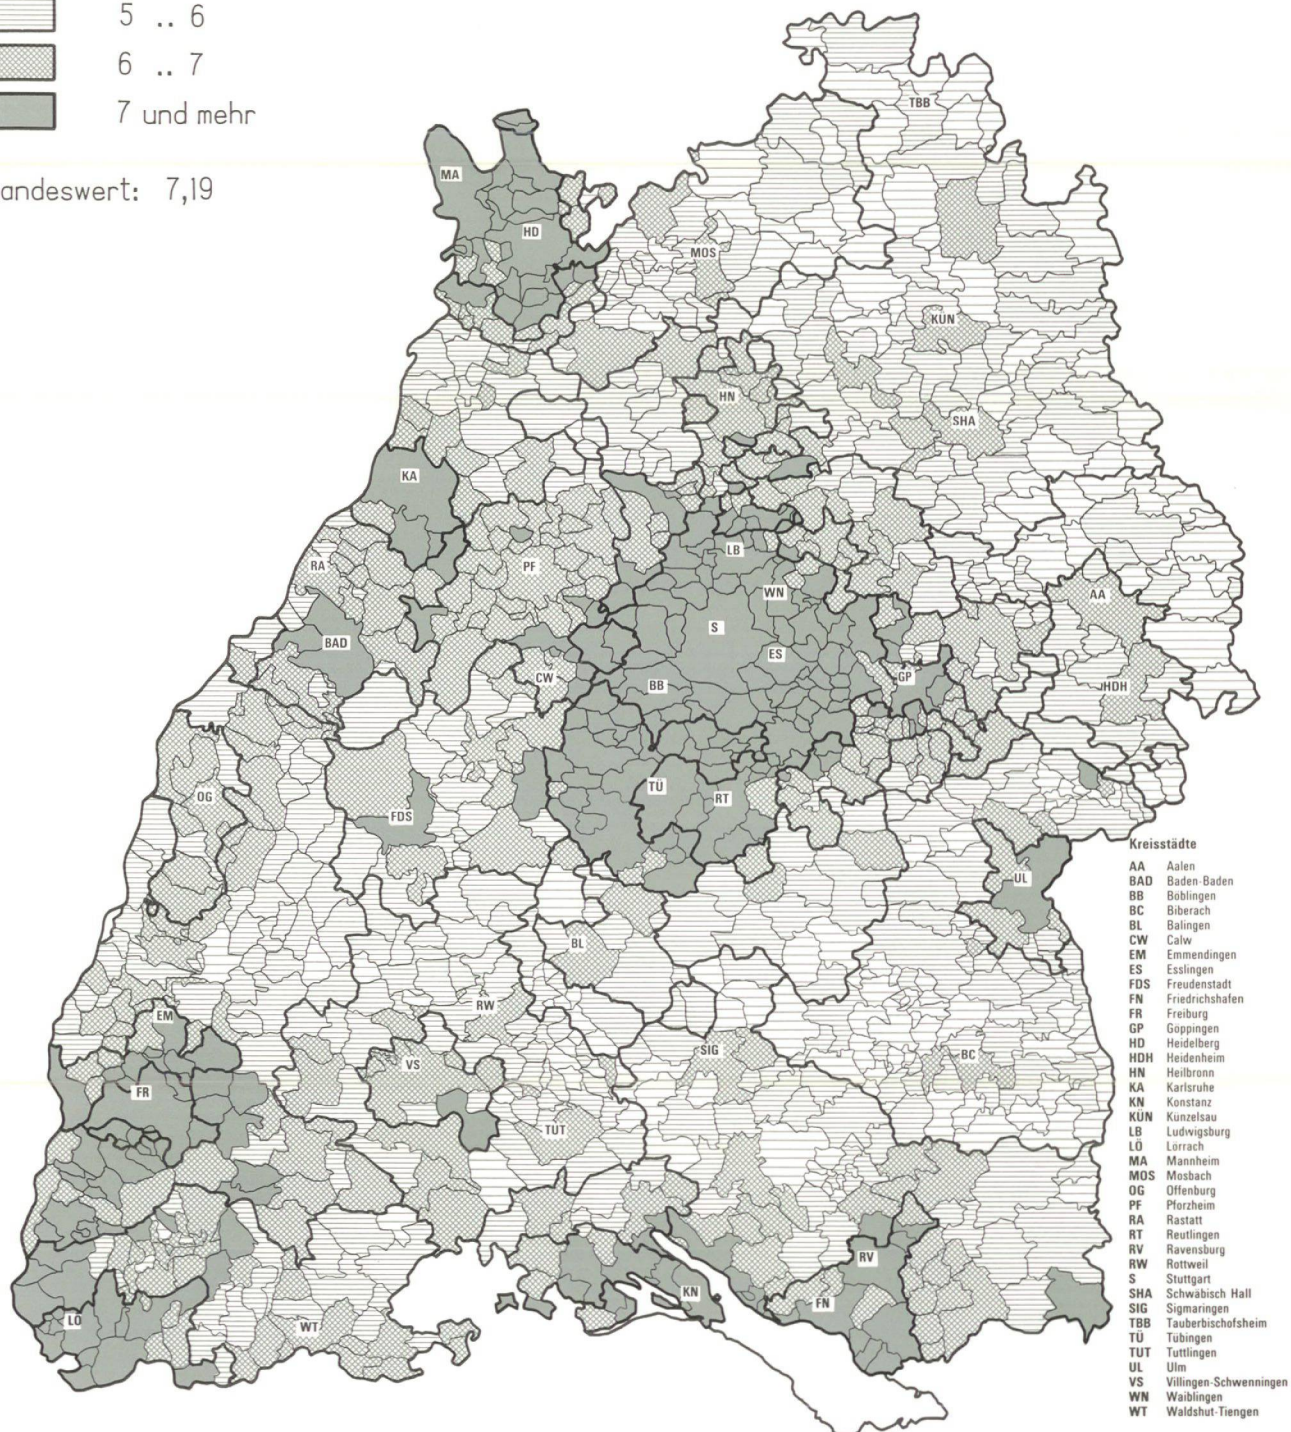 5 .. 6
6 .. 7
7 und mehr
andeswert: 7,19
TBB
MA
HD
MOS
KÜN
HN
SHA
KA
LB
RA
PF
WN
AA
S
BAD
ES
CW
GP
BB
HDH
TÜ
OG
RT
FDS
UL
BL
RW
EM
SIG
BC
VS
FR
TUT
RV
KN
FN
LÖ
WT
Kreisstädte
AA Aalen
BAD Baden-Baden
BB Böblingen
BC Biberach
BL Balingen
CW Calw
EM Emmendingen
ES Esslingen
FDS Freudenstadt
FN Friedrichshafen
FR Freiburg
GP Göppingen
HD Heidelberg
HDH Heidenheim
HN Heilbronn
KA Karlsruhe
KN Konstanz
KÜN Künzelsau
LB Ludwigsburg
LÖ Lörrach
MA Mannheim
MOS Mosbach
OG Offenburg
PF Pforzheim
RA Rastatt
RT Reutlingen
RV Ravensburg
RW Rottweil
S Stuttgart
SHA Schwäbisch Hall
SIG Sigmaringen
TBB Tauberbischofsheim
TÜ Tübingen
TUT Tuttlingen
UL Ulm
VS Villingen-Schwenningen
WN Waiblingen
WT Waldshut-Tiengen